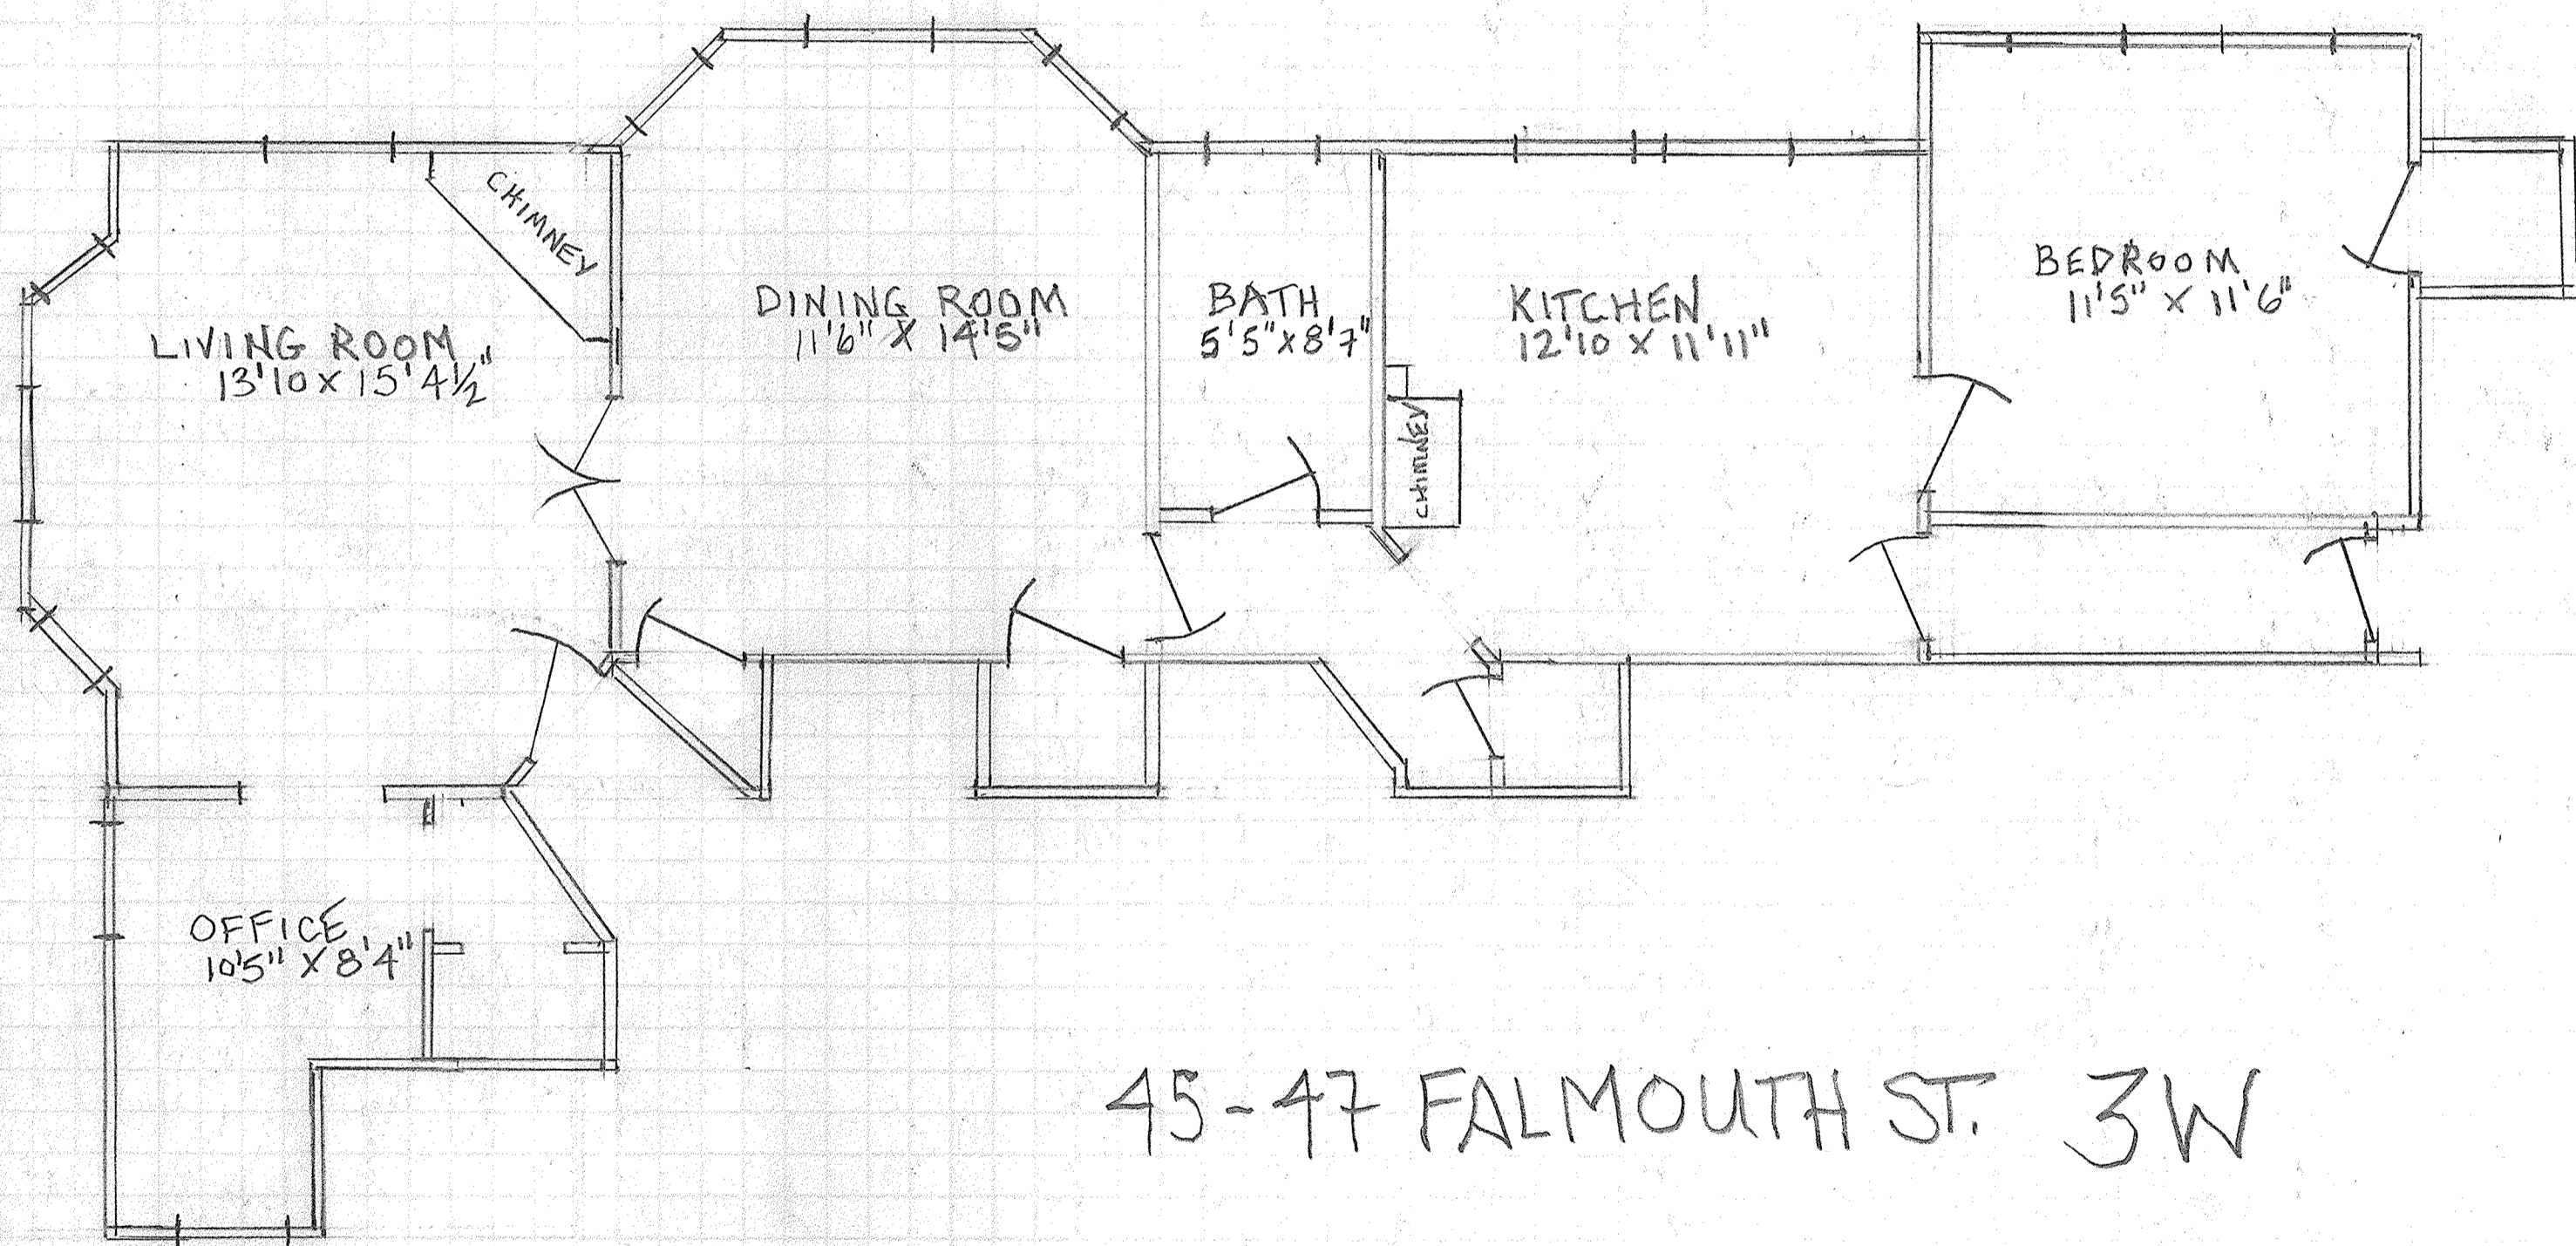 CHIMNEY
LIVING ROOM
13'10 X 15'4½"
DINING ROOM
11'6" X 14'5"
BATH
5'5" X 8'7"
KITCHEN
12'10 X 11'11"
CHIMNEY
BEDROOM
11'5" X 11'6"
OFFICE
10'5" X 8'4"
45-47 FALMOUTH ST. 3W